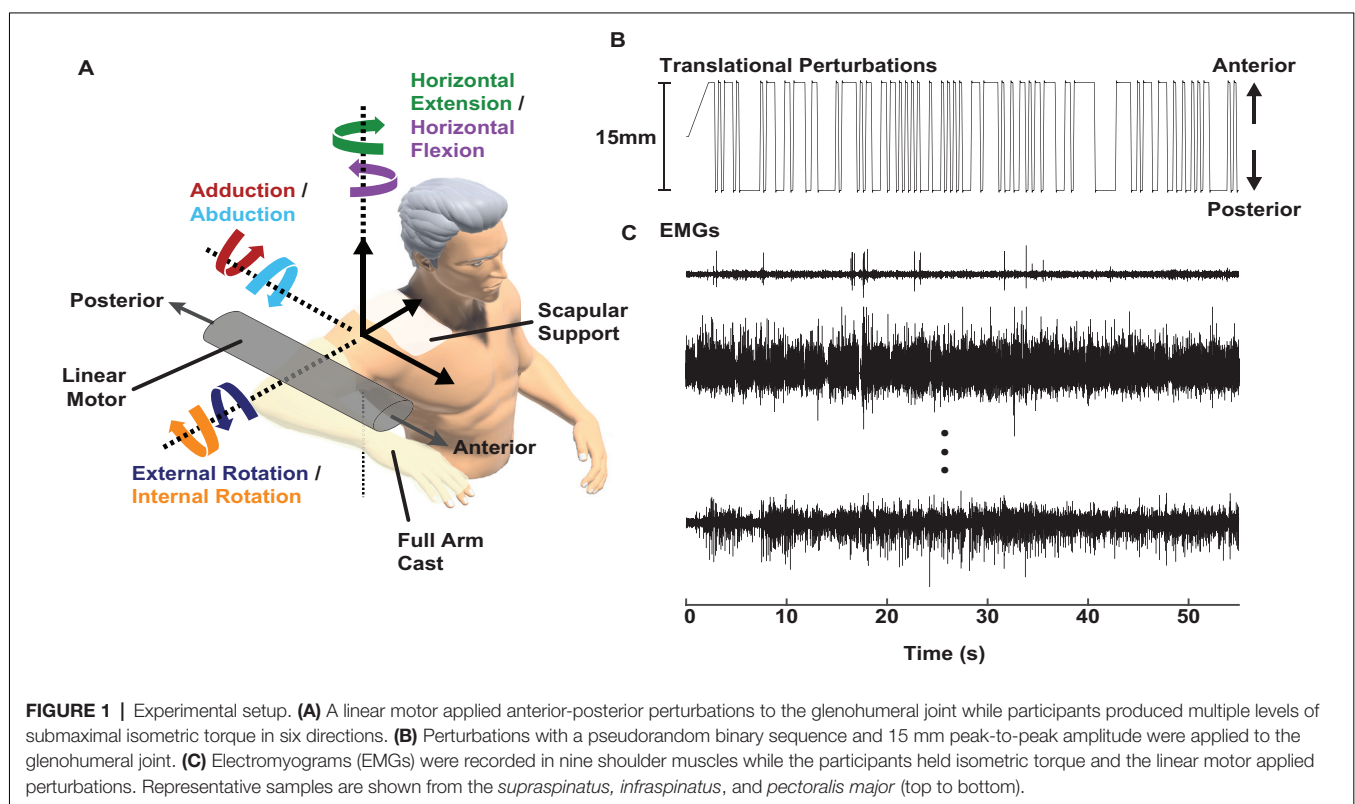 A
Horizontal
Extension /
Horizontal
Flexion
Adduction /
Abduction
Posterior
Scapular
Support
Linear
Motor
Anterior
External Rotation /
Internal Rotation
Full Arm
Cast
B
Translational Perturbations
Anterior
15mm
Posterior
C EMGs
0 10 20 30 40 50
Time (s)
FIGURE 1 | Experimental setup. (A) A linear motor applied anterior-posterior perturbations to the glenohumeral joint while participants produced multiple levels of
submaximal isometric torque in six directions. (B) Perturbations with a pseudorandom binary sequence and 15 mm peak-to-peak amplitude were applied to the
glenohumeral joint. (C) Electromyograms (EMGs) were recorded in nine shoulder muscles while the participants held isometric torque and the linear motor applied
perturbations. Representative samples are shown from the supraspinatus, infraspinatus, and pectoralis major (top to bottom).